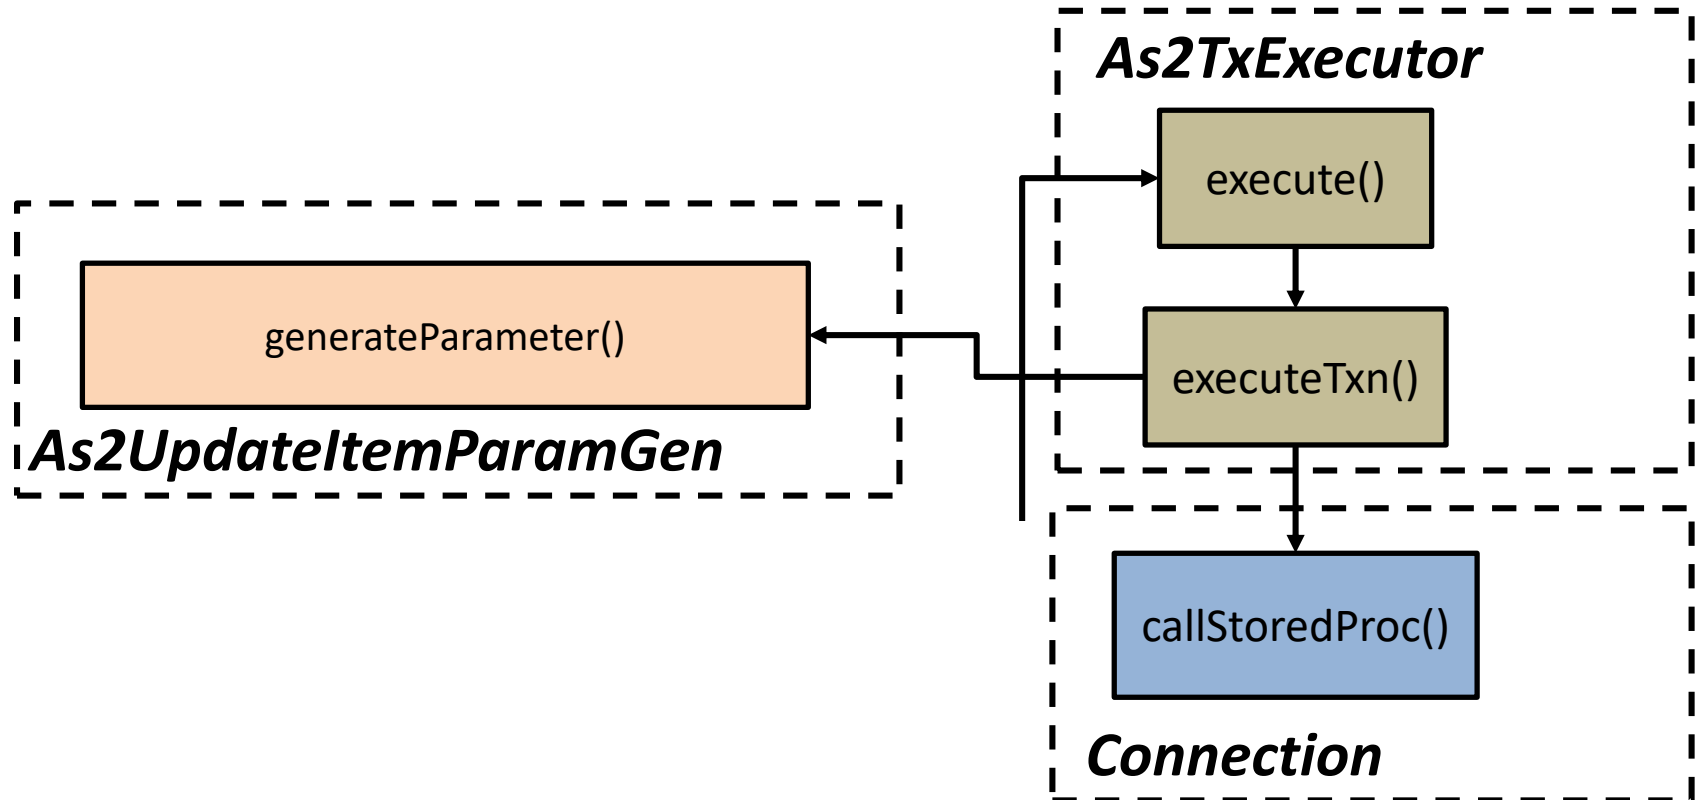 As2TxExecutor
execute()
generateParameter()
executeTxn()
As2UpdateItemParamGen
callStoredProc()
Connection